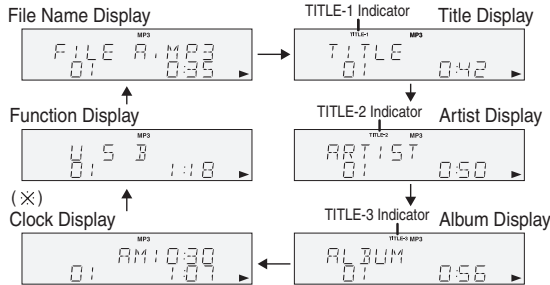 File Name Display
MP3
FILE A:MP3
01 0:35
TITLE-1 Indicator Title Display
TITLE-1 MP3
TITLE
01 0:42
Function Display
MP3
USB
01 1:18
TITLE-2 Indicator Artist Display
TITLE-2 MP3
ARTIST
01 0:50
(※)
Clock Display
MP3
AM10:30
01 1:07
TITLE-3 Indicator Album Display
TITLE-3 MP3
ALBUM
01 0:56